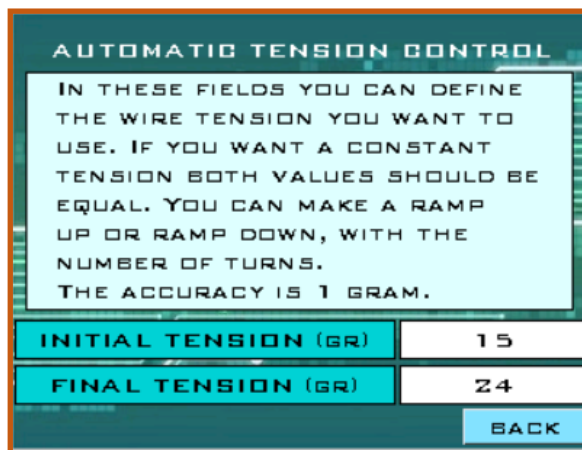 AUTOMATIC TENSION CONTROL
IN THESE FIELDS YOU CAN DEFINE
THE WIRE TENSION YOU WANT TO
USE. IF YOU WANT A CONSTANT
TENSION BOTH VALUES SHOULD BE
EQUAL. YOU CAN MAKE A RAMP
UP OR RAMP DOWN, WITH THE
NUMBER OF TURNS.
THE ACCURACY IS 1 GRAM.
INITIAL TENSION (GR) 15
FINAL TENSION (GR) 24
BACK